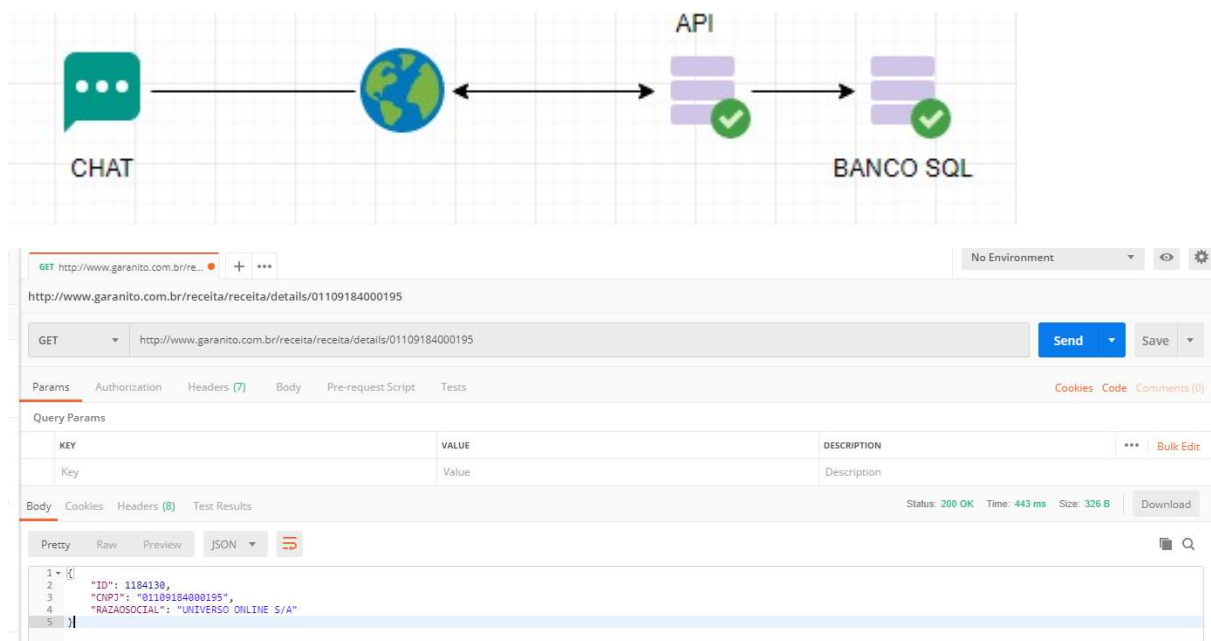 API
CHAT
BANCO SQL
GET http://www.garanito.com.br/re... + •••
No Environment
http://www.garanito.com.br/receita/receita/details/01109184000195
GET http://www.garanito.com.br/receita/receita/details/01109184000195 Send Save
Params Authorization Headers (7) Body Pre-request Script Tests Cookies Code Comments (0)
Query Params
KEY VALUE DESCRIPTION ••• Bulk Edit
Key Value Description
Body Cookies Headers (8) Test Results Status: 200 OK Time: 443 ms Size: 326 B Download
Pretty Raw Preview JSON
1 {
2 "ID": 1184130,
3 "CNPJ": "01109184000195",
4 "RAZAOSOCIAL": "UNIVERSO ONLINE S/A"
5 }